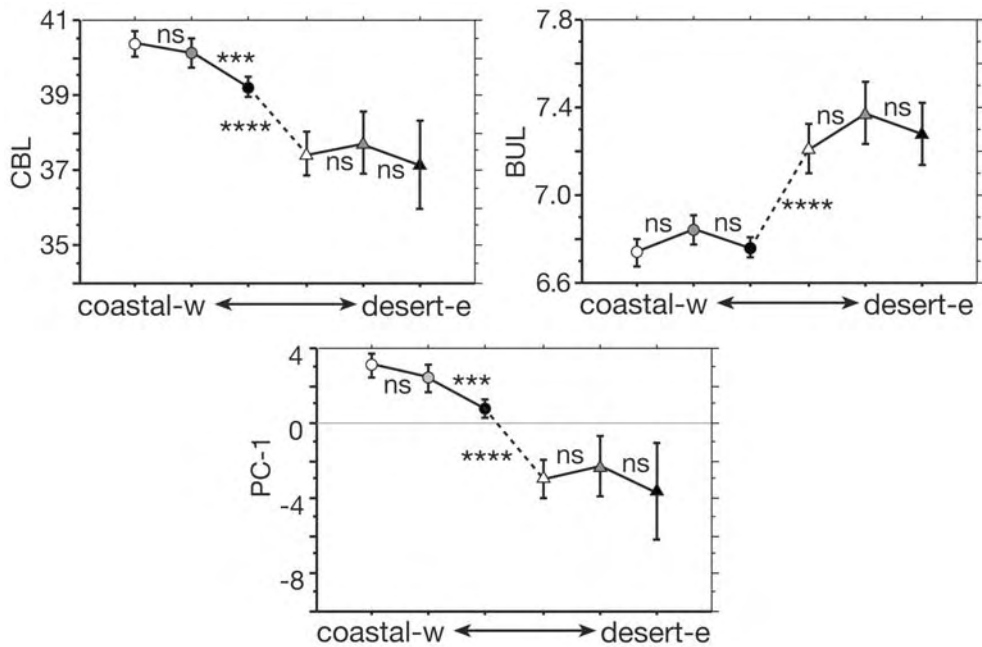 41
39
37
35
CBL
ns
***
****
ns
ns
coastal-w
desert-e
7.8
7.4
7.0
6.6
BUL
ns
ns
****
ns
ns
coastal-w
desert-e
4
0
-4
-8
PC-1
ns
***
****
ns
ns
coastal-w
desert-e